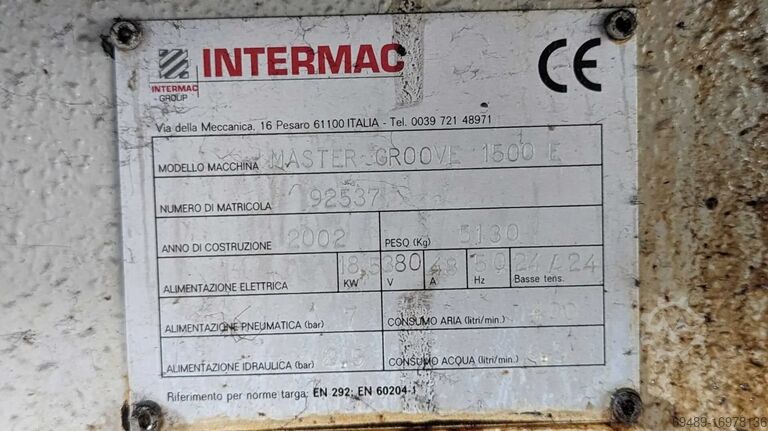 INTERMAC
INTERMAC
GROUP
CE
Via della Meccanica, 16 Pesaro 61100 ITALIA - Tel. 0039 721 48971
MODELLO MACCHINA MASTER GROOVE 1500 E
NUMERO DI MATRICOLA 92537
ANNO DI COSTRUZIONE 2002 PESO (Kg) 5130
ALIMENTAZIONE ELETTRICA 18,5 KW 380 V 48 A 50 Hz 24 24 Basse tens.
ALIMENTAZIONE PNEUMATICA (bar) 7 CONSUMO ARIA (litri/min.)
ALIMENTAZIONE IDRAULICA (bar) CONSUMO ACQUA (litri/min.)
Riferimento per norme targa: EN 292; EN 60204-1
69489-16978136